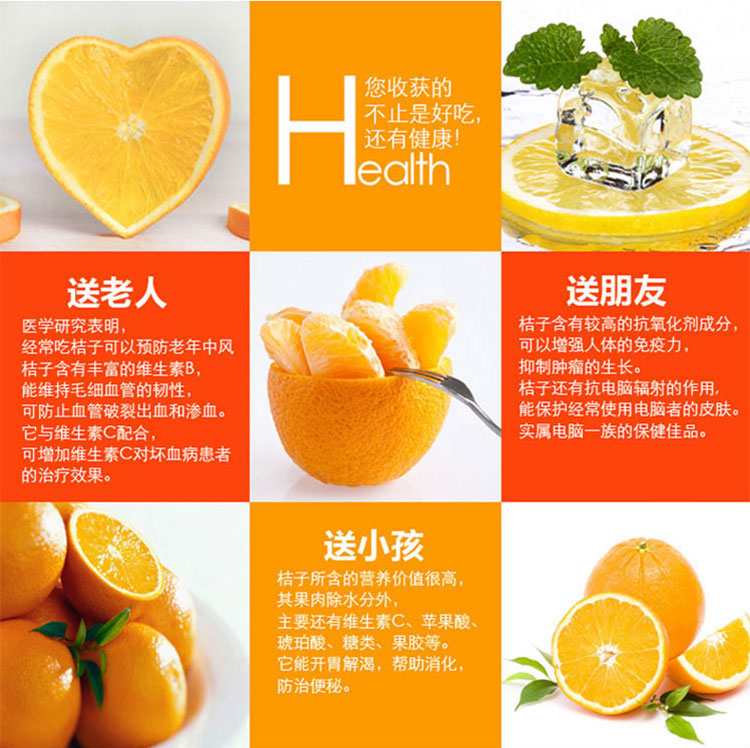 您收获的
不止是好吃，
还有健康！
Health
送老人
医学研究表明，
经常吃桔子可以预防老年中风
桔子含有丰富的维生素B，
能维持毛细血管的韧性，
可防止血管破裂出血和渗血。
它与维生素C配合，
可增加维生素C对坏血病患者
的治疗效果。
送朋友
桔子含有较高的抗氧化剂成分，
可以增强人体的免疫力，
抑制肿瘤的生长。
桔子还有抗电脑辐射的作用，
能保护经常使用电脑者的皮肤。
实属电脑一族的保健佳品。
送小孩
桔子所含的营养价值很高，
其果肉除水分外，
主要还有维生素C、苹果酸、
琥珀酸、糖类、果胶等。
它能开胃解渴，帮助消化，
防治便秘。